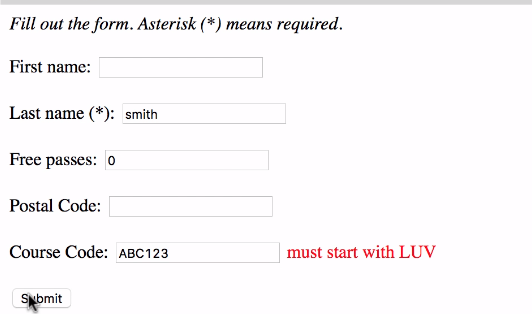 Fill out the form. Asterisk (*) means required.
First name:
Last name (*): smith
Free passes: 0
Postal Code:
Course Code: ABC123 must start with LUV
Submit